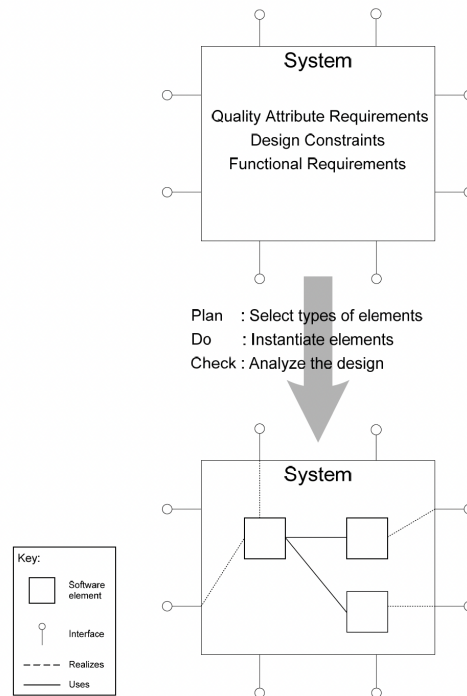 System
Quality Attribute Requirements
Design Constraints
Functional Requirements
Plan : Select types of elements
Do : Instantiate elements
Check : Analyze the design
System
Key:
Software
element
Interface
Realizes
Uses